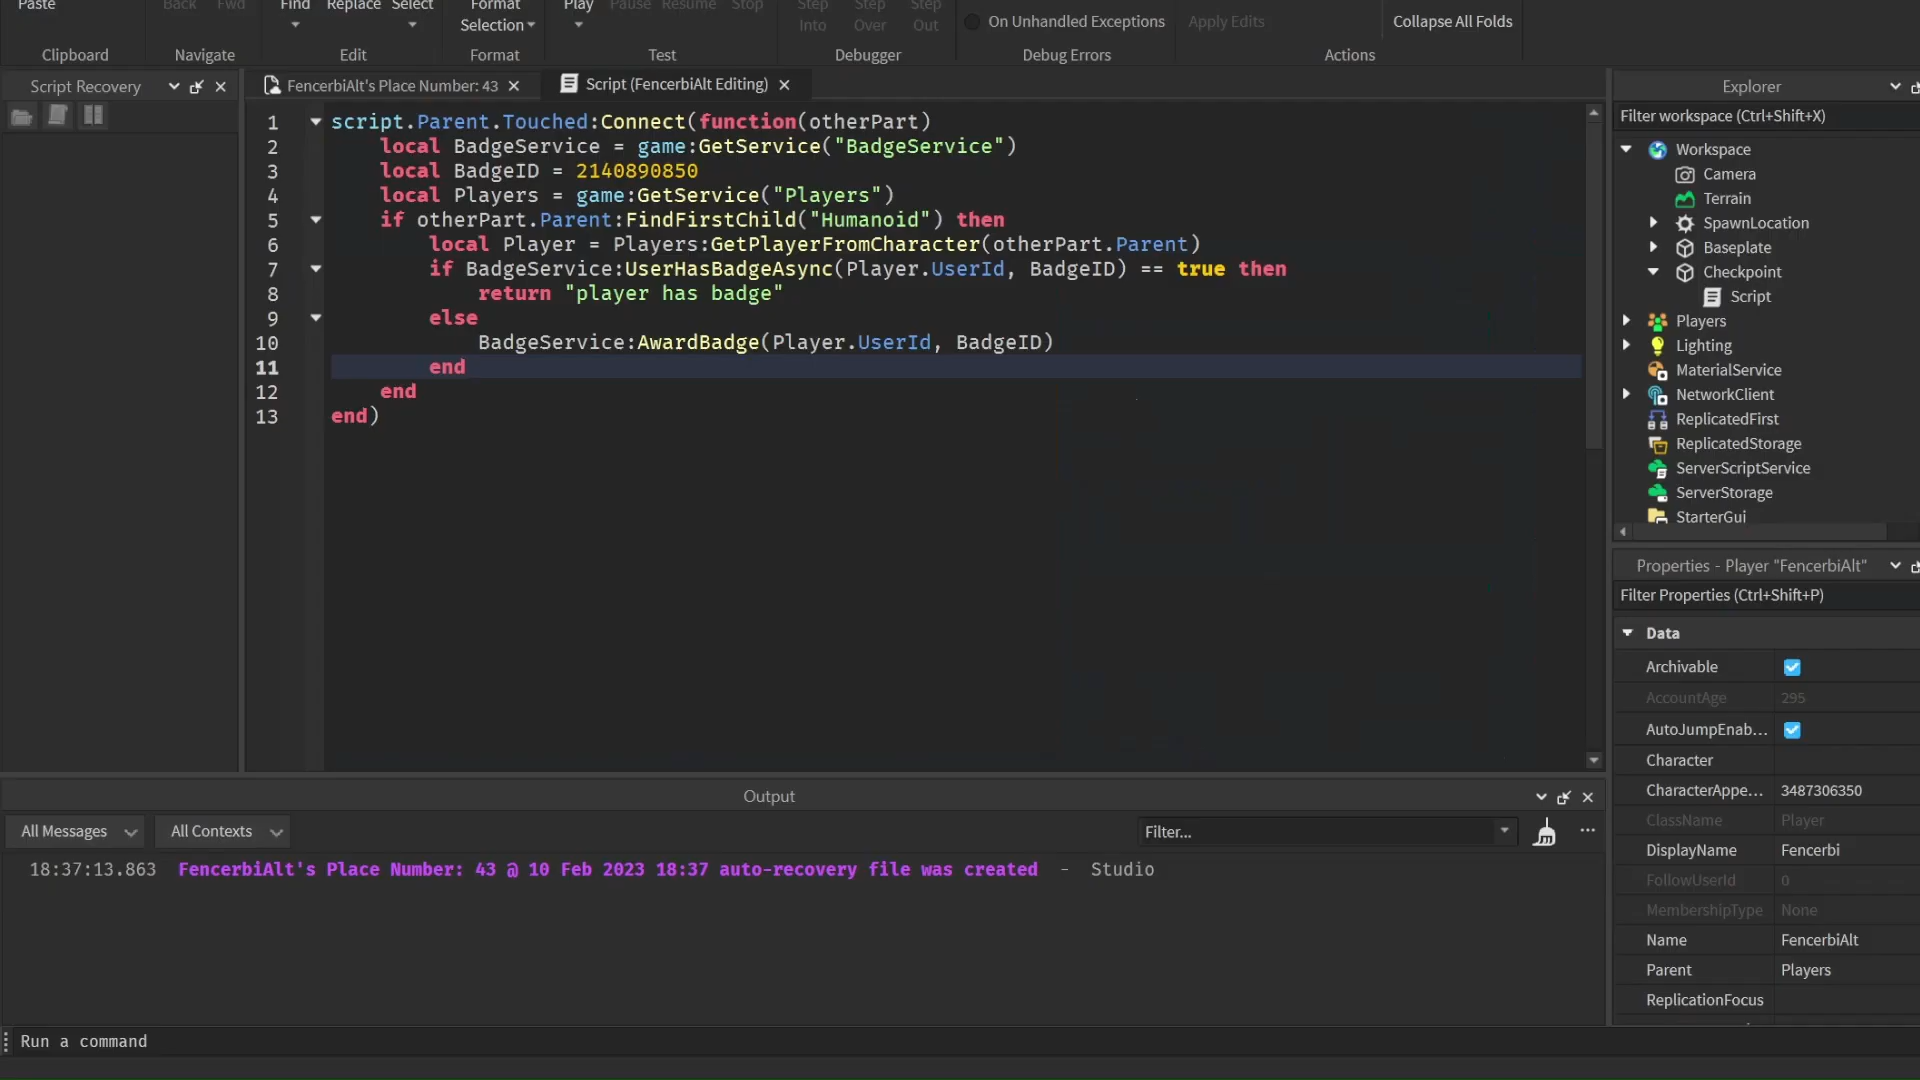 Paste
Back Fwd
Find Replace Select
Format
Selection
Play Pause Resume Stop
Step Step Step
Into Over Out
On Unhandled Exceptions
Apply Edits
Collapse All Folds
Clipboard Navigate Edit Format Test Debugger Debug Errors Actions
Script Recovery
FencerbiAlt's Place Number: 43
Script (FencerbiAlt Editing)
1 script.Parent.Touched:Connect(function(otherPart)
2 local BadgeService = game:GetService("BadgeService")
3 local BadgeID = 2140890850
4 local Players = game:GetService("Players")
5 if otherPart.Parent:FindFirstChild("Humanoid") then
6 local Player = Players:GetPlayerFromCharacter(otherPart.Parent)
7 if BadgeService:UserHasBadgeAsync(Player.UserId, BadgeID) == true then
8 return "player has badge"
9 else
10 BadgeService:AwardBadge(Player.UserId, BadgeID)
11 end
12 end
13 end)
Explorer
Filter workspace (Ctrl+Shift+X)
Workspace
Camera
Terrain
SpawnLocation
Baseplate
Checkpoint
Script
Players
Lighting
MaterialService
NetworkClient
ReplicatedFirst
ReplicatedStorage
ServerScriptService
ServerStorage
StarterGui
Properties - Player "FencerbiAlt"
Filter Properties (Ctrl+Shift+P)
Data
Archivable
AccountAge 295
AutoJumpEnab...
Character
CharacterAppe... 3487306350
ClassName Player
DisplayName Fencerbi
FollowUserId 0
MembershipType None
Name FencerbiAlt
Parent Players
ReplicationFocus
Output
All Messages All Contexts Filter...
18:37:13.863 FencerbiAlt's Place Number: 43 @ 10 Feb 2023 18:37 auto-recovery file was created - Studio
Run a command